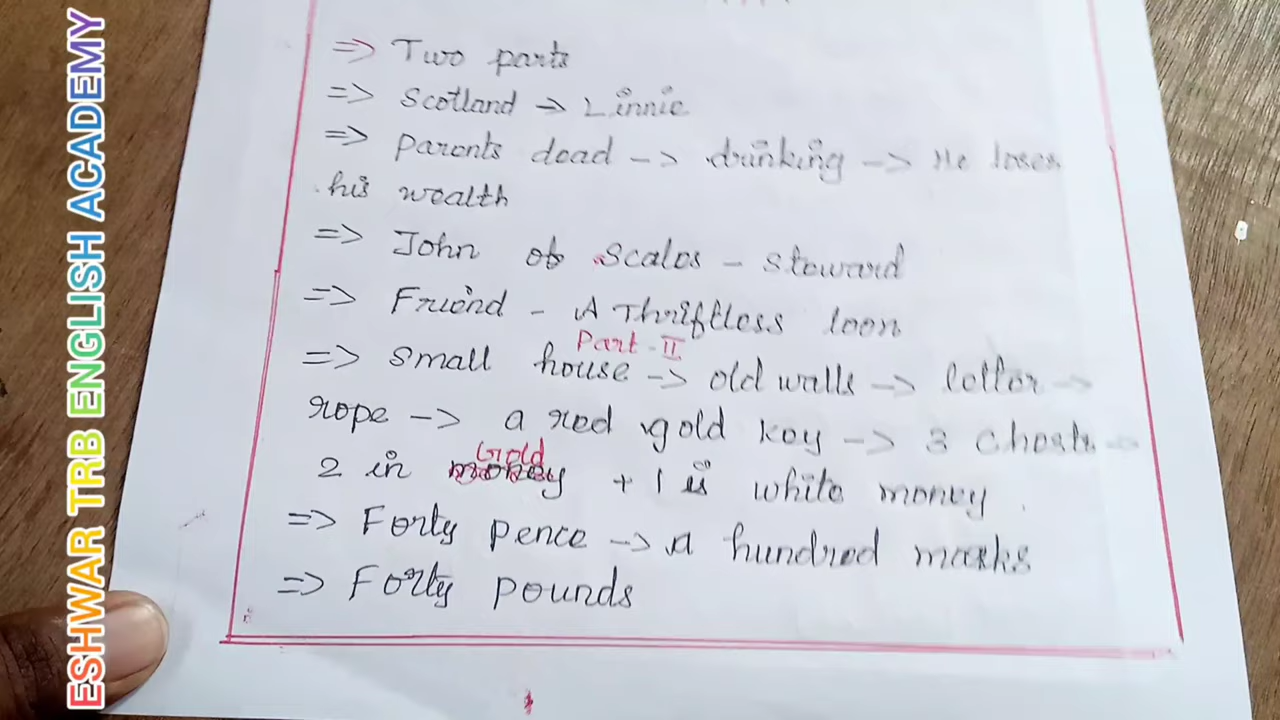 ESHWAR TRB ENGLISH ACADEMY
=> Two parts
=> Scotland -> Linnie
=> Parents dead -> drinking -> He loses
his wealth
=> John of Scales - steward
=> Friend - A Thriftless loon
Part - II
=> Small house -> old walls -> letter ->
rope -> a red gold key -> 3 Chests ->
Gold
2 in + 1 is white money.
=> Forty pence -> A hundred marks
=> Forty pounds